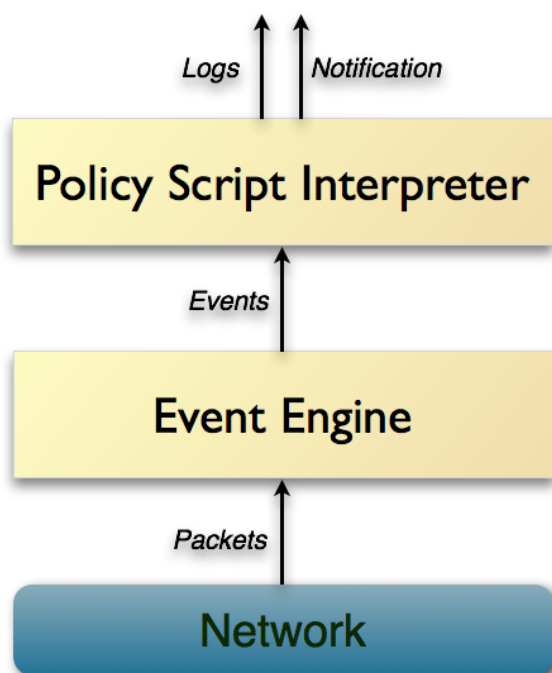 Logs Notification
Policy Script Interpreter
Events
Event Engine
Packets
Network